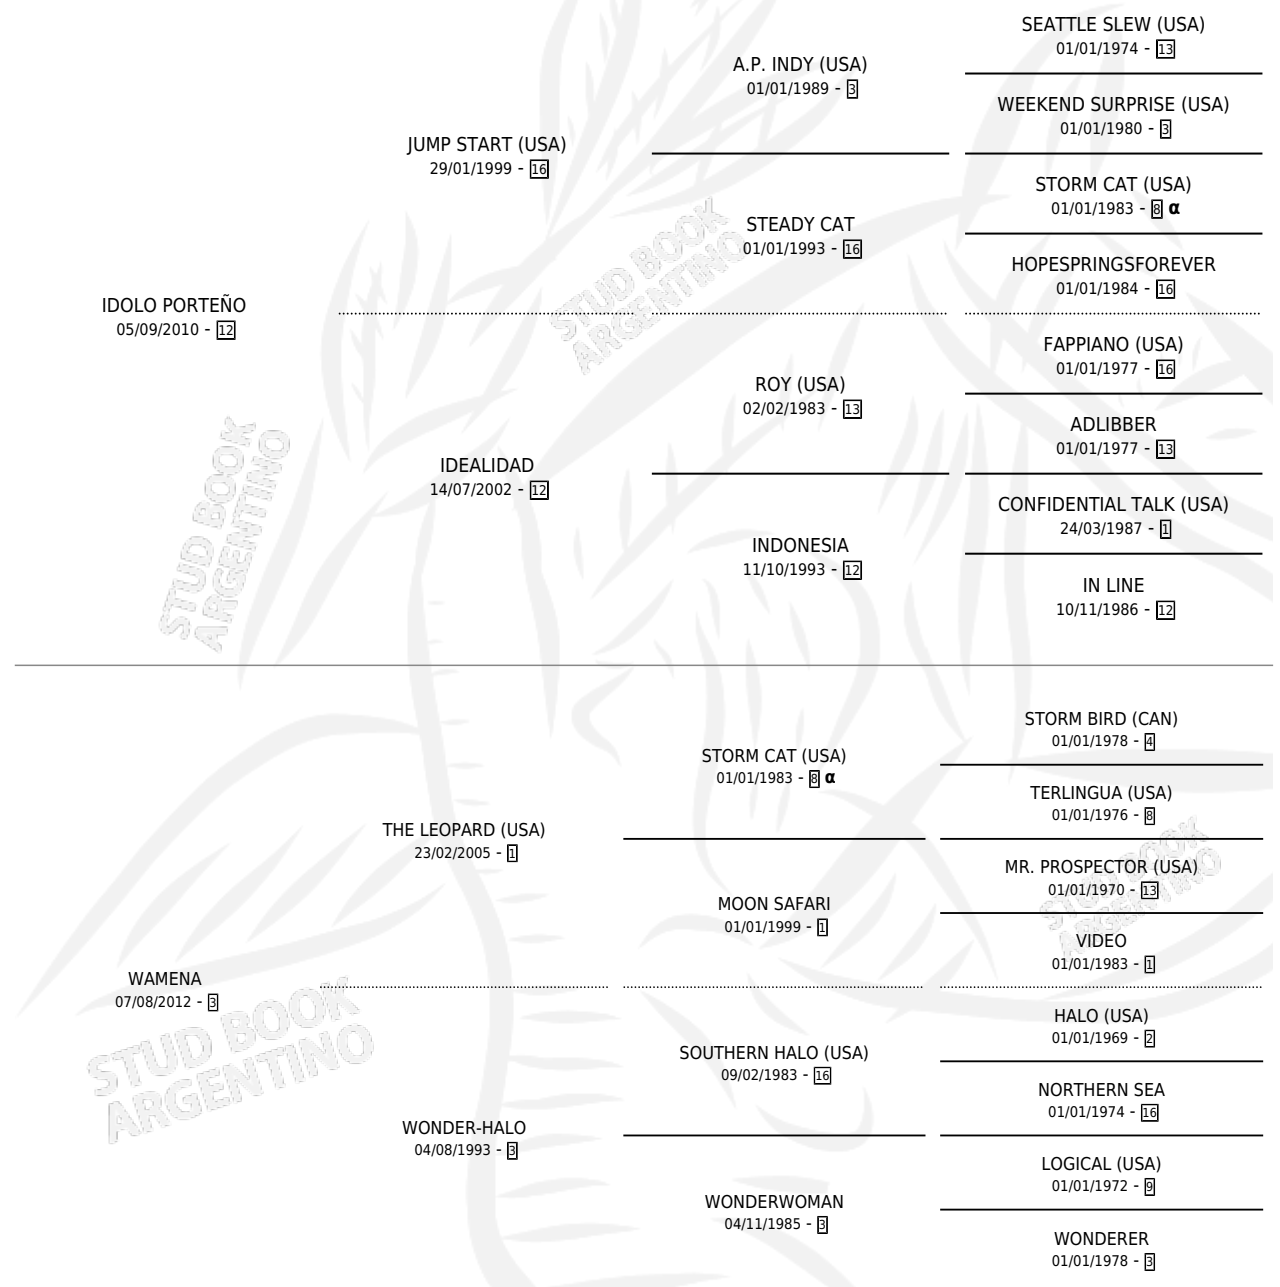 SEATTLE SLEW (USA)
01/01/1974 - 13
A.P. INDY (USA)
01/01/1989 - 3
WEEKEND SURPRISE (USA)
01/01/1980 - 3
JUMP START (USA)
29/01/1999 - 16
STORM CAT (USA)
01/01/1983 - 8 α
STEADY CAT
01/01/1993 - 16
HOPESPRINGSFOREVER
01/01/1984 - 16
IDOLO PORTEÑO
05/09/2010 - 12
FAPPIANO (USA)
01/01/1977 - 16
ROY (USA)
02/02/1983 - 13
ADLIBBER
01/01/1977 - 13
IDEALIDAD
14/07/2002 - 12
CONFIDENTIAL TALK (USA)
24/03/1987 - 1
INDONESIA
11/10/1993 - 12
IN LINE
10/11/1986 - 12
STUD BOOK
ARGENTINO
STUD BOOK
ARGENTINO
STORM BIRD (CAN)
01/01/1978 - 4
STORM CAT (USA)
01/01/1983 - 8 α
TERLINGUA (USA)
01/01/1976 - 8
THE LEOPARD (USA)
23/02/2005 - 1
MR. PROSPECTOR (USA)
01/01/1970 - 13
MOON SAFARI
01/01/1999 - 1
VIDEO
01/01/1983 - 1
WAMENA
07/08/2012 - 3
HALO (USA)
01/01/1969 - 2
SOUTHERN HALO (USA)
09/02/1983 - 16
NORTHERN SEA
01/01/1974 - 16
WONDER-HALO
04/08/1993 - 3
LOGICAL (USA)
01/01/1972 - 9
WONDERWOMAN
04/11/1985 - 3
WONDERER
01/01/1978 - 3
STUD BOOK
ARGENTINO
STUD BOOK
ARGENTINO